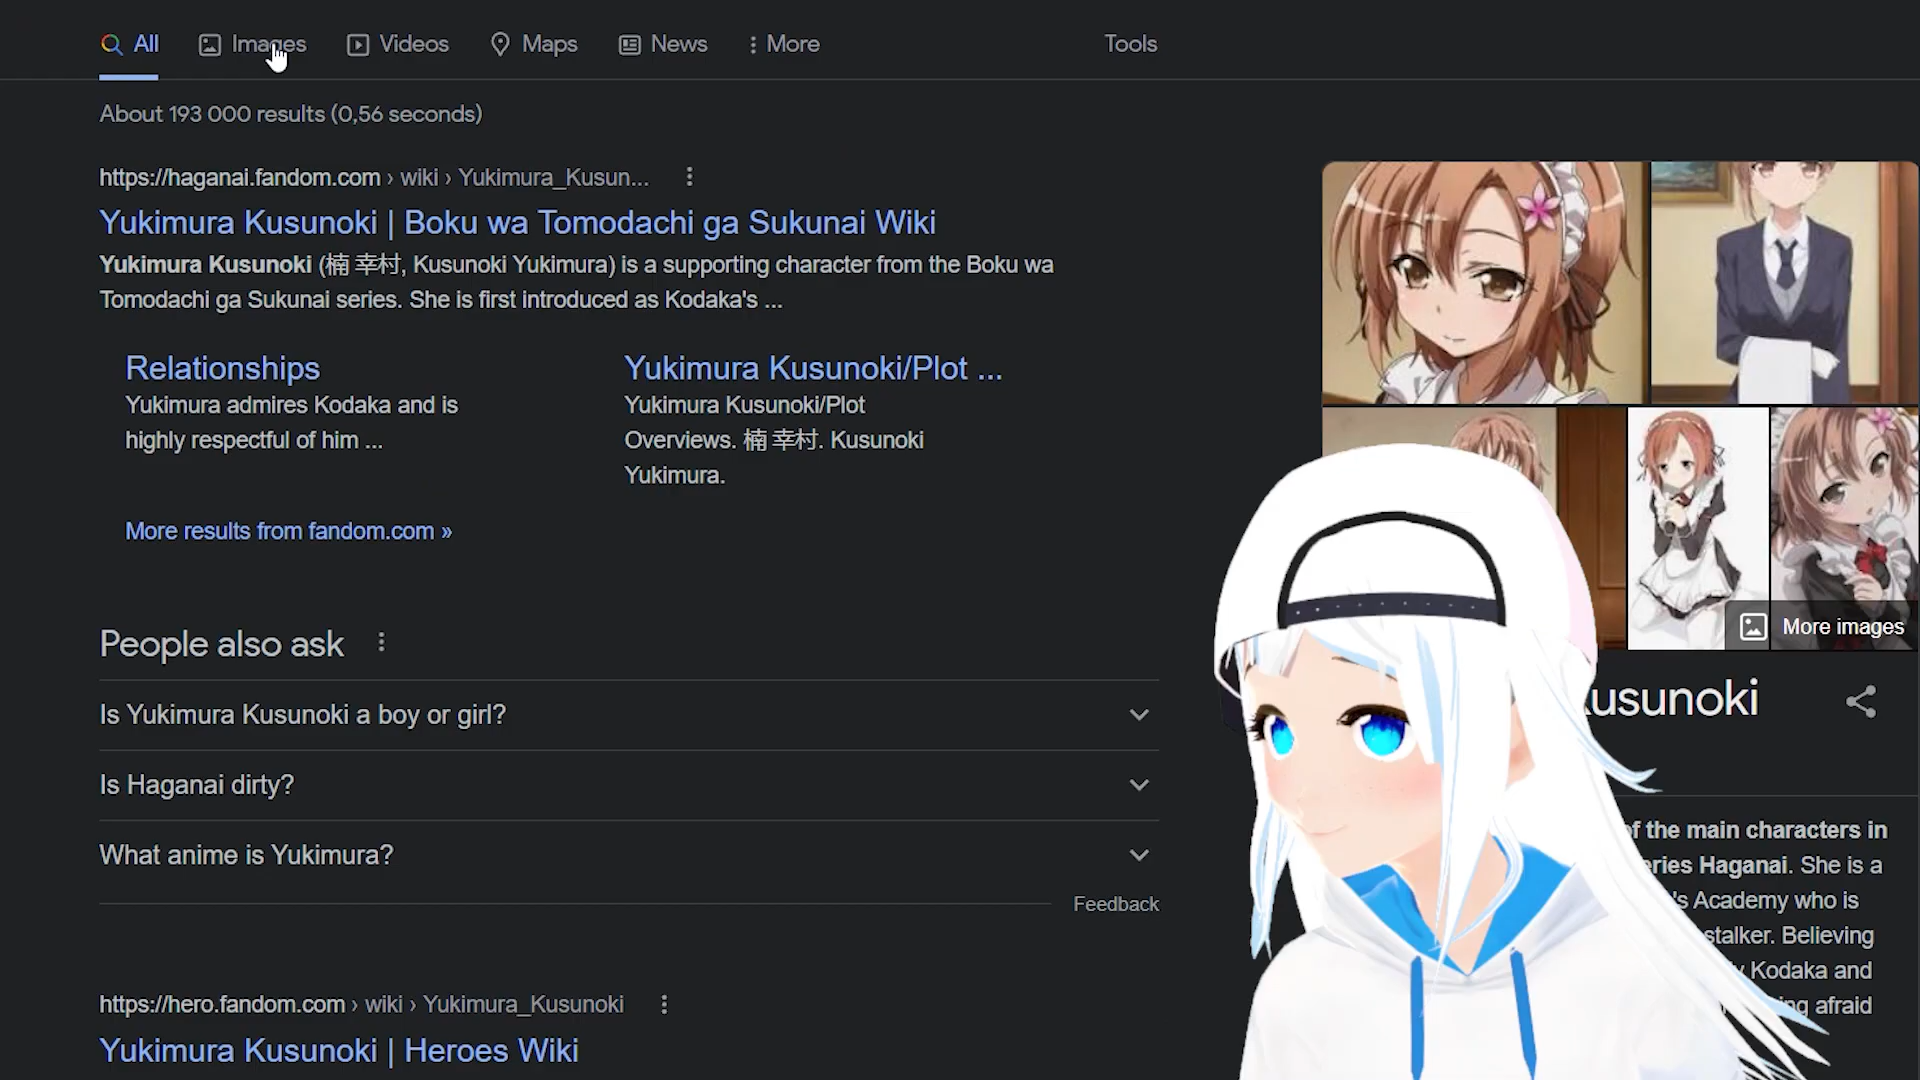 All Images Videos Maps News More Tools
About 193 000 results (0,56 seconds)
https://haganai.fandom.com › wiki › Yukimura_Kusun...
Yukimura Kusunoki | Boku wa Tomodachi ga Sukunai Wiki
Yukimura Kusunoki (楠 幸村, Kusunoki Yukimura) is a supporting character from the Boku wa
Tomodachi ga Sukunai series. She is first introduced as Kodaka's ...
Relationships
Yukimura admires Kodaka and is
highly respectful of him ...
Yukimura Kusunoki/Plot ...
Yukimura Kusunoki/Plot
Overviews. 楠 幸村. Kusunoki
Yukimura.
More results from fandom.com »
People also ask
Is Yukimura Kusunoki a boy or girl?
Is Haganai dirty?
What anime is Yukimura?
Feedback
https://hero.fandom.com › wiki › Yukimura_Kusunoki
Yukimura Kusunoki | Heroes Wiki
More images
usunoki
of the main characters in
eries Haganai. She is a
's Academy who is
stalker. Believing
y Kodaka and
ng afraid